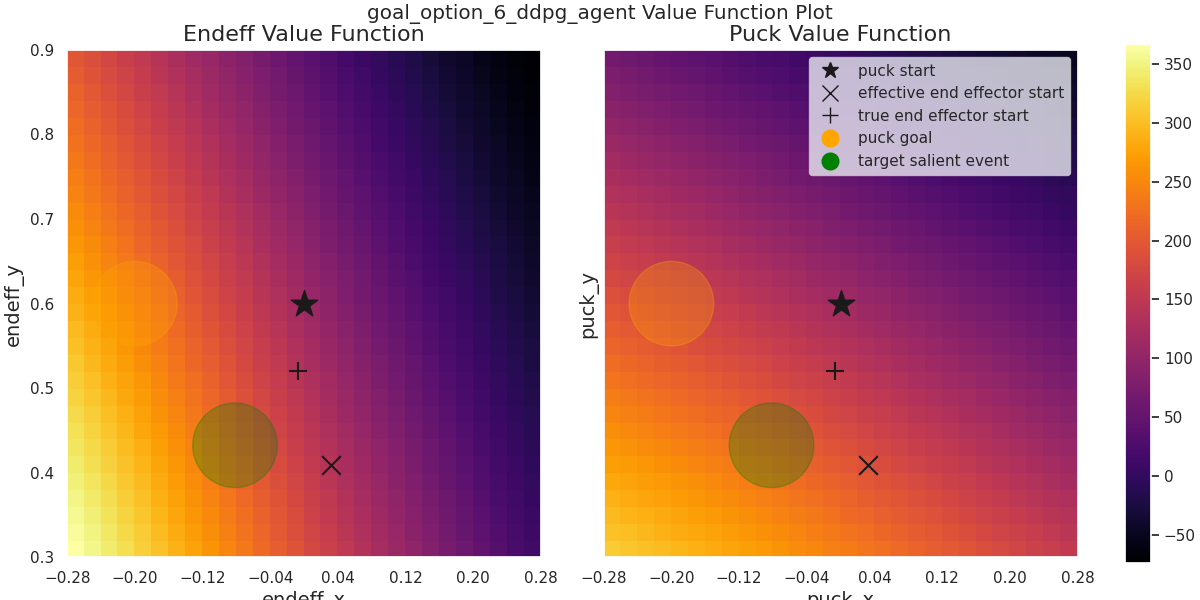 goal_option_6_ddpg_agent Value Function Plot
Endeff Value Function
Puck Value Function
puck start
effective end effector start
true end effector start
puck goal
target salient event
0.9
0.8
0.7
0.6
0.5
0.4
0.3
endeff_y
puck_y
−0.28 −0.20 −0.12 −0.04 0.04 0.12 0.20 0.28
−0.28 −0.20 −0.12 −0.04 0.04 0.12 0.20 0.28
endeff_x
puck_x
350
300
250
200
150
100
50
0
−50